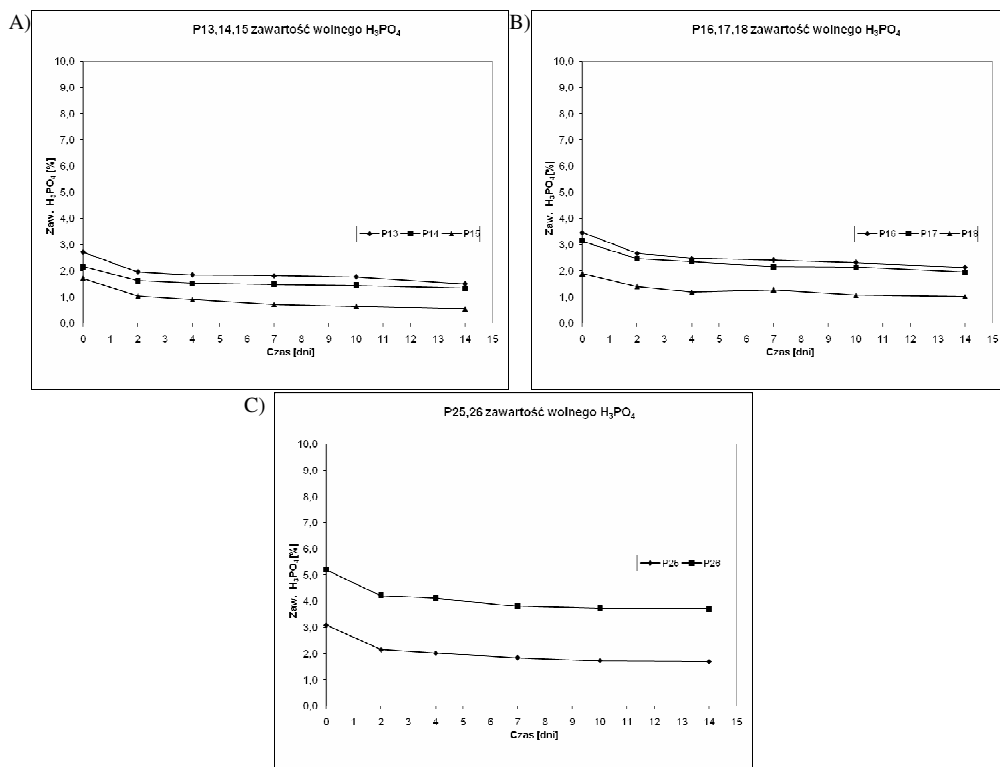 A)
P13,14,15 zawartość wolnego H₃PO₄
10,0
9,0
8,0
7,0
6,0
5,0
4,0
3,0
2,0
1,0
0,0
Zaw. H₃PO₄ [%]
P13 P14 P15
0 1 2 3 4 5 6 7 8 9 10 11 12 13 14 15
Czas [dni]
B)
P16,17,18 zawartość wolnego H₃PO₄
10,0
9,0
8,0
7,0
6,0
5,0
4,0
3,0
2,0
1,0
0,0
Zaw. H₃PO₄[%]
P16 P17 P18
0 1 2 3 4 5 6 7 8 9 10 11 12 13 14 15
Czas [dni]
C)
P25,26 zawartość wolnego H₃PO₄
10,0
9,0
8,0
7,0
6,0
5,0
4,0
3,0
2,0
1,0
0,0
Zaw. H₃PO₄[%]
P25 P26
0 1 2 3 4 5 6 7 8 9 10 11 12 13 14 15
Czas [dni]